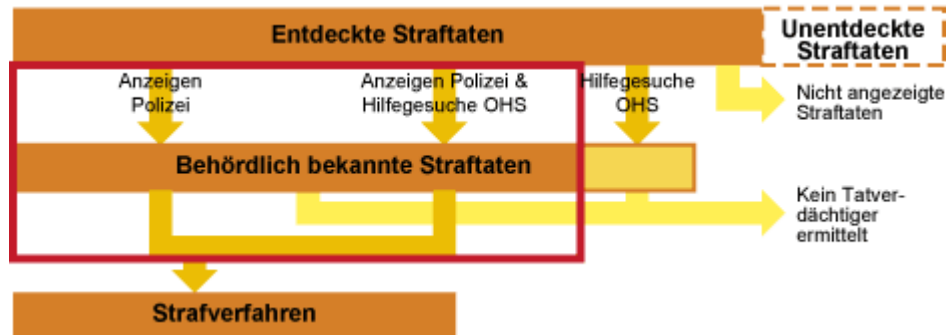 Entdeckte Straftaten
Unentdeckte
Straftaten
Anzeigen
Polizei
Anzeigen Polizei &
Hilfegesuche OHS
Hilfegesuche
OHS
Nicht angezeigte
Straftaten
Behördlich bekannte Straftaten
Kein Tatver-
dächtiger
ermittelt
Strafverfahren